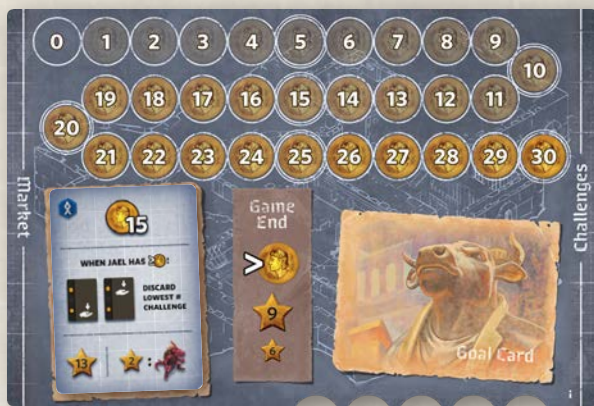 0 1 2 3 4 5 6 7 8 9
10
19 18 17 16 15 14 13 12 11
20
21 22 23 24 25 26 27 28 29 30
Market
Challenges
15
WHEN JAEL HAS
DISCARD
LOWEST #
CHALLENGE
13 2 :
Game
End
>
9
6
Goal Card